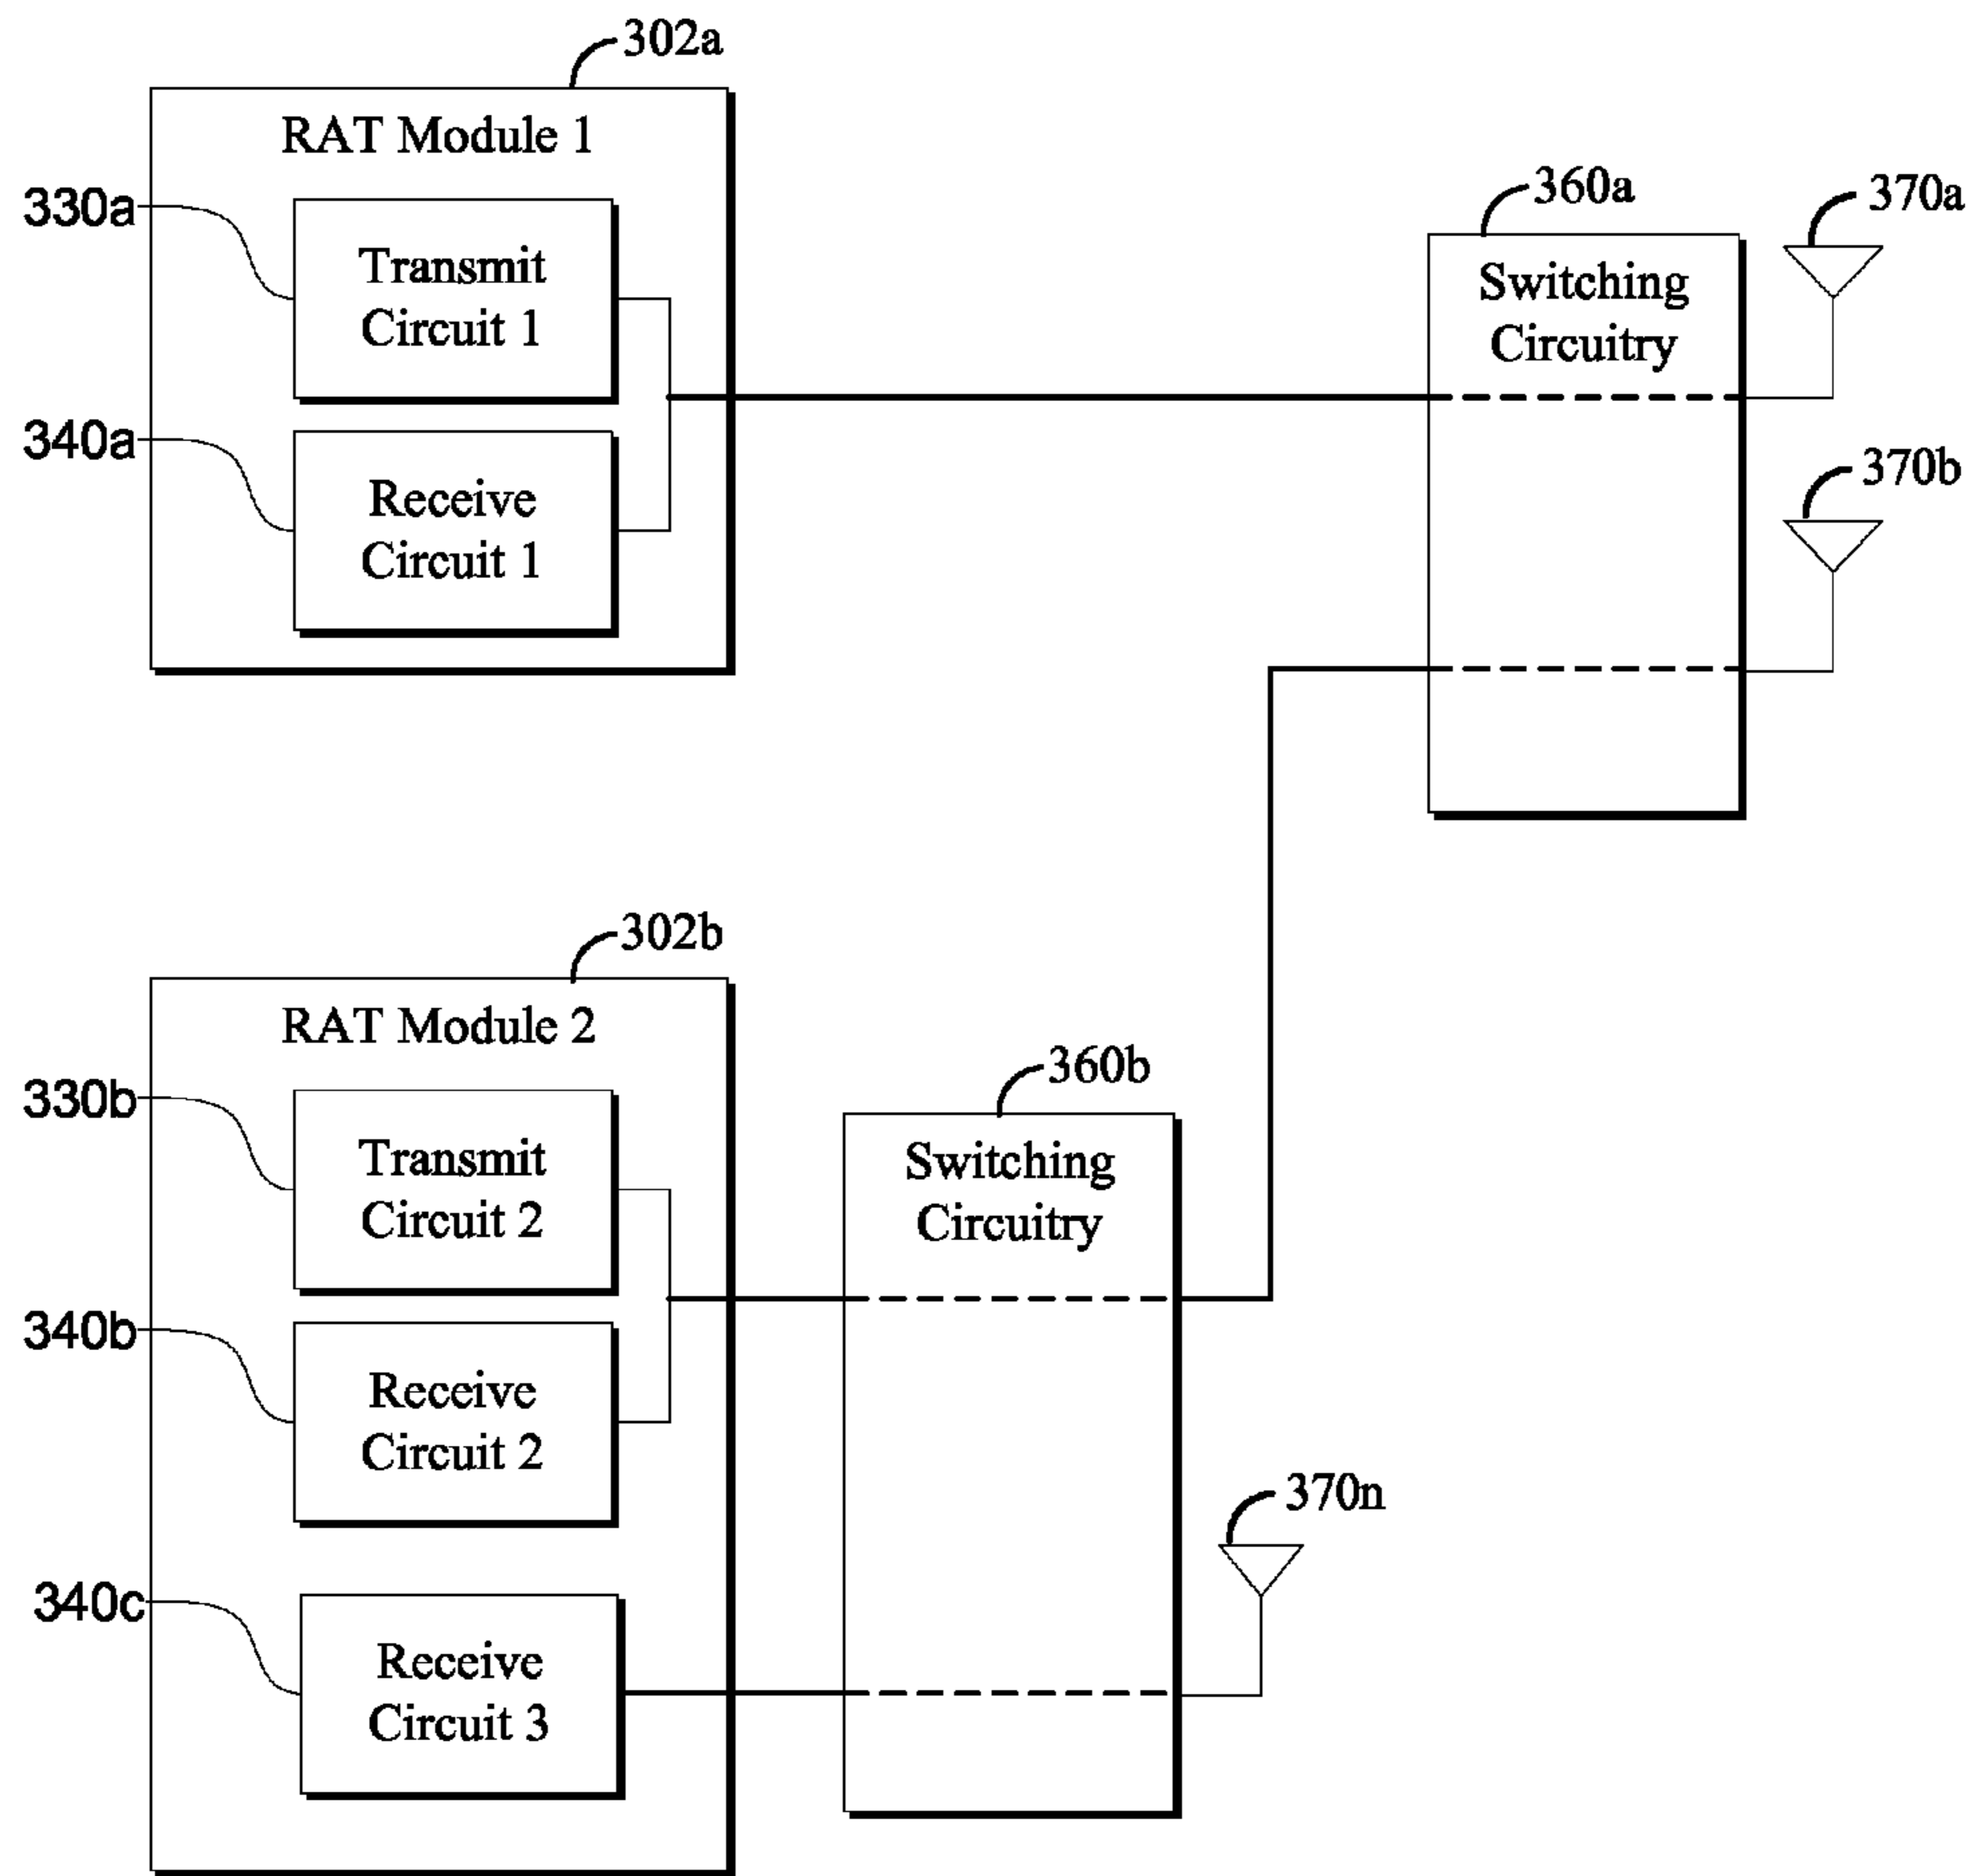 302a
RAT Module 1
330a
Transmit
Circuit 1
340a
Receive
Circuit 1
360a
Switching
Circuitry
370a
370b
302b
RAT Module 2
330b
Transmit
Circuit 2
340b
Receive
Circuit 2
340c
Receive
Circuit 3
360b
Switching
Circuitry
370n